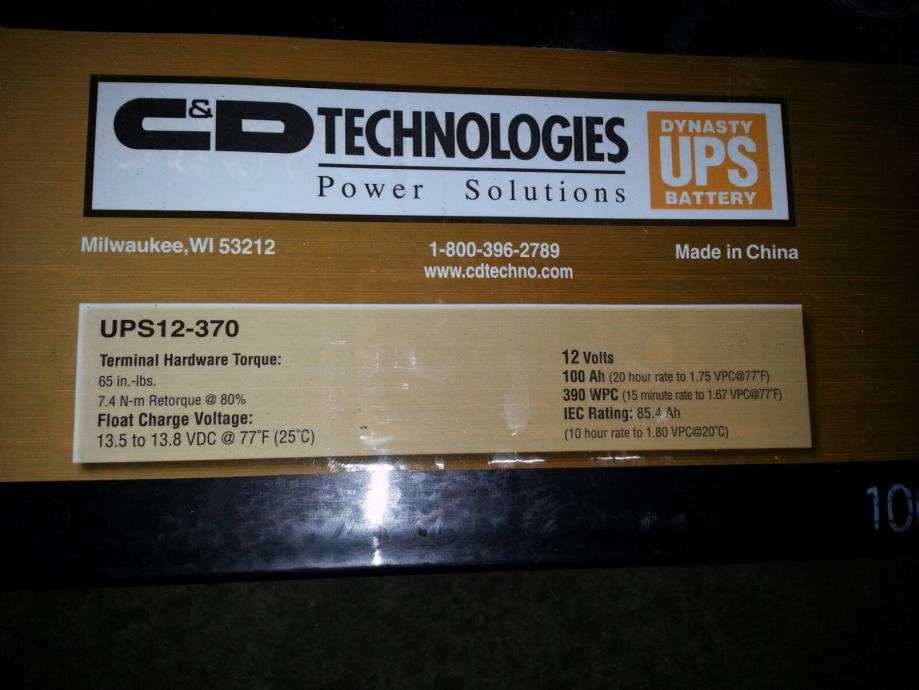 C&D TECHNOLOGIES
Power Solutions
DYNASTY
UPS
BATTERY
Milwaukee,WI 53212
1-800-396-2789
www.cdtechno.com
Made in China
UPS12-370
Terminal Hardware Torque:
65 in.-lbs.
7.4 N-m Retorque @ 80%
Float Charge Voltage:
13.5 to 13.8 VDC @ 77°F (25°C)
12 Volts
100 Ah (20 hour rate to 1.75 VPC@77°F)
390 WPC (15 minute rate to 1.67 VPC@77°F)
IEC Rating: 85.4 Ah
(10 hour rate to 1.80 VPC@20°C)